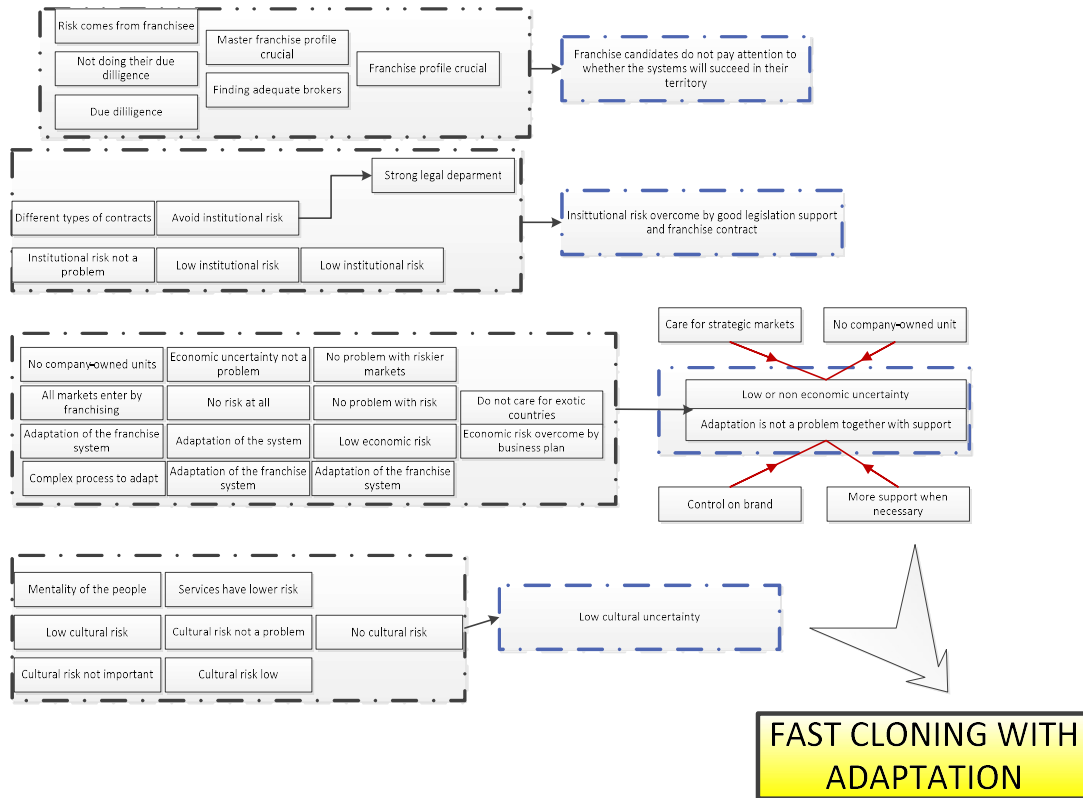 Risk comes from franchisee
Not doing their due
dilligence
Due dililigence
Master franchise profile
crucial
Finding adequate brokers
Franchise profile crucial
Franchise candidates do not pay attention to
whether the systems will succeed in their
territory
Strong legal deparment
Different types of contracts
Avoid institutional risk
Institutional risk not a
problem
Low institutional risk
Low institutional risk
Insittutional risk overcome by good legislation support
and franchise contract
No company-owned units
Economic uncertainty not a
problem
No problem with riskier
markets
All markets enter by
franchising
No risk at all
No problem with risk
Do not care for exotic
countries
Adaptation of the franchise
system
Adaptation of the system
Low economic risk
Economic risk overcome by
business plan
Complex process to adapt
Adaptation of the franchise
system
Adaptation of the franchise
system
Care for strategic markets
No company-owned unit
Low or non economic uncertainty
Adaptation is not a problem together with support
Control on brand
More support when
necessary
Mentality of the people
Services have lower risk
Low cultural risk
Cultural risk not a problem
No cultural risk
Cultural risk not important
Cultural risk low
Low cultural uncertainty
FAST CLONING WITH
ADAPTATION